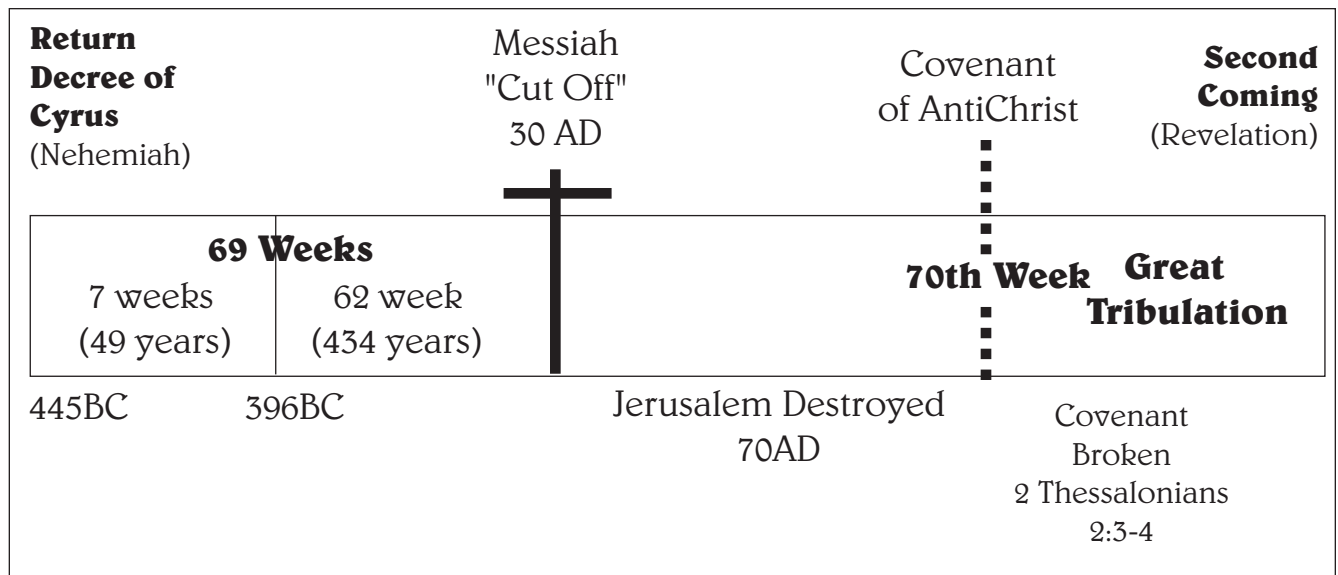 Return
Decree of
Cyrus
(Nehemiah)
Messiah
"Cut Off"
30 AD
Covenant
of AntiChrist
Second
Coming
(Revelation)
69 Weeks
7 weeks
(49 years)
62 week
(434 years)
70th Week
Great
Tribulation
445BC
396BC
Jerusalem Destroyed
70AD
Covenant
Broken
2 Thessalonians
2:3-4